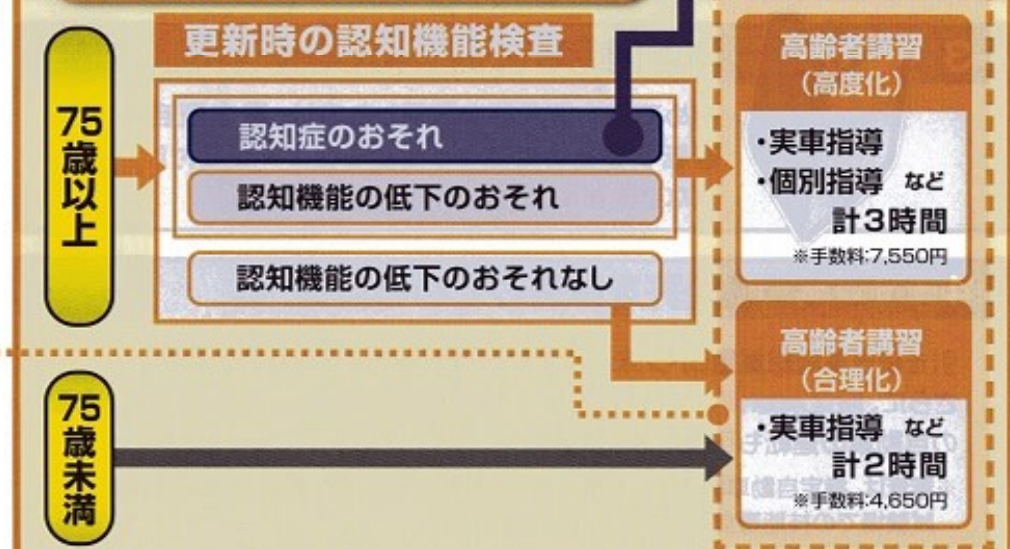 更新時の認知機能検査
75歳以上
認知症のおそれ
認知機能の低下のおそれ
認知機能の低下のおそれなし
高齢者講習
(高度化)
・実車指導
・個別指導 など
計3時間
※手数料:7,550円
75歳未満
高齢者講習
(合理化)
・実車指導 など
計2時間
※手数料:4,650円